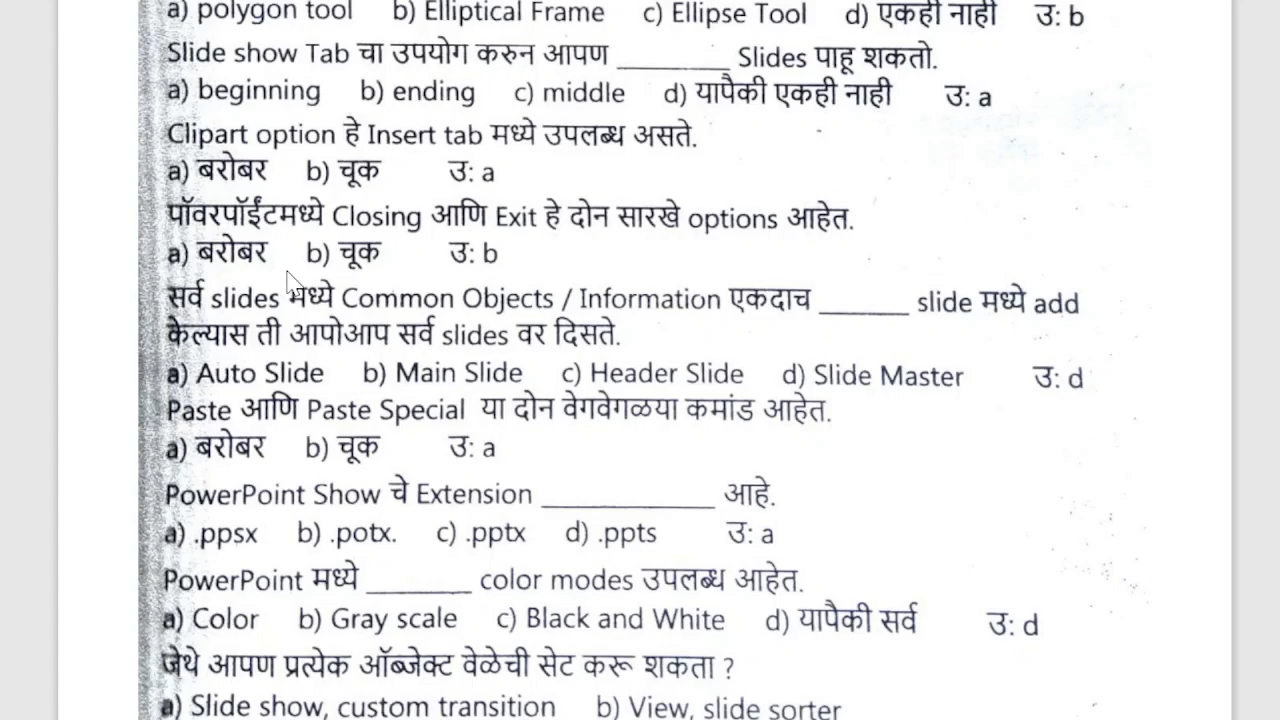 a) polygon tool b) Elliptical Frame c) Ellipse Tool d) एकही नाही उ: b
Slide show Tab चा उपयोग करुन आपण _________ Slides पाहू शकतो.
a) beginning b) ending c) middle d) यापैकी एकही नाही उ: a
Clipart option हे Insert tab मध्ये उपलब्ध असते.
a) बरोबर b) चूक उ: a
पॉवरपॉईंटमध्ये Closing आणि Exit हे दोन सारखे options आहेत.
a) बरोबर b) चूक उ: b
सर्व slides मध्ये Common Objects / Information एकदाच _______ slide मध्ये add
केल्यास ती आपोआप सर्व slides वर दिसते.
a) Auto Slide b) Main Slide c) Header Slide d) Slide Master उ: d
Paste आणि Paste Special या दोन वेगवेगळया कमांड आहेत.
a) बरोबर b) चूक उ: a
PowerPoint Show चे Extension ______________ आहे.
a) .ppsx b) .potx. c) .pptx d) .ppts उ: a
PowerPoint मध्ये ________ color modes उपलब्ध आहेत.
a) Color b) Gray scale c) Black and White d) यापैकी सर्व उ: d
जेथे आपण प्रत्येक ऑब्जेक्ट वेळेची सेट करू शकता ?
a) Slide show, custom transition b) View, slide sorter